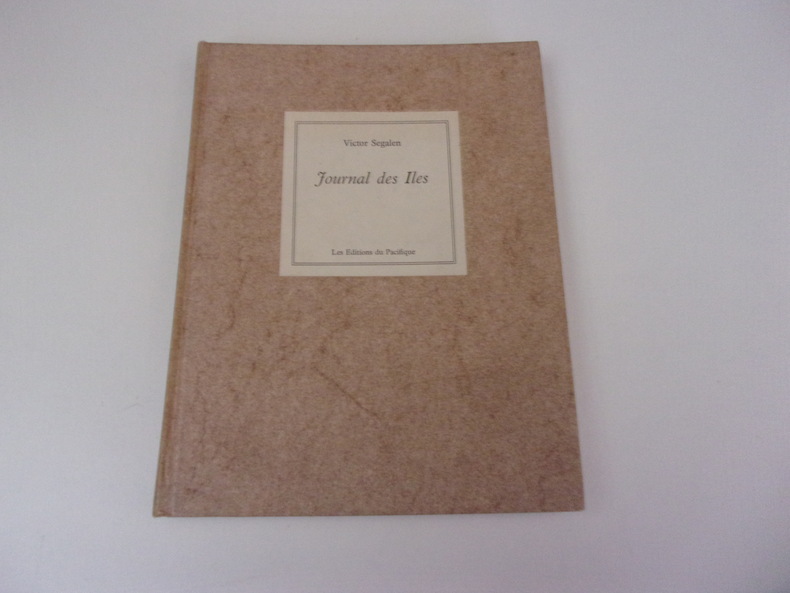 Victor Segalen
Journal des Iles
Les Editions du Pacifique